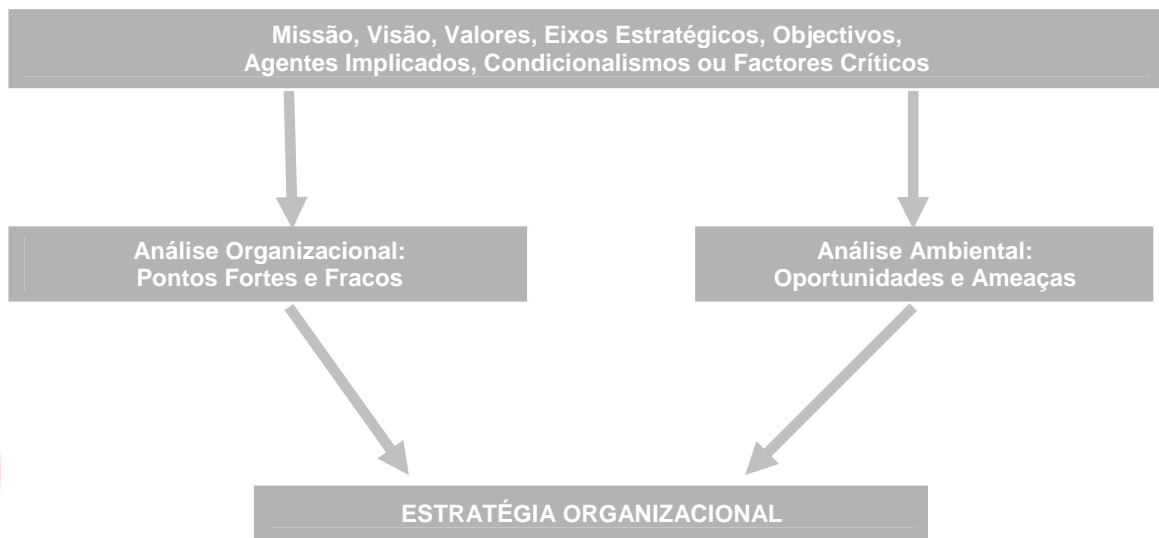 Missão, Visão, Valores, Eixos Estratégicos, Objectivos,
Agentes Implicados, Condicionalismos ou Factores Críticos
Análise Organizacional:
Pontos Fortes e Fracos
Análise Ambiental:
Oportunidades e Ameaças
ESTRATÉGIA ORGANIZACIONAL